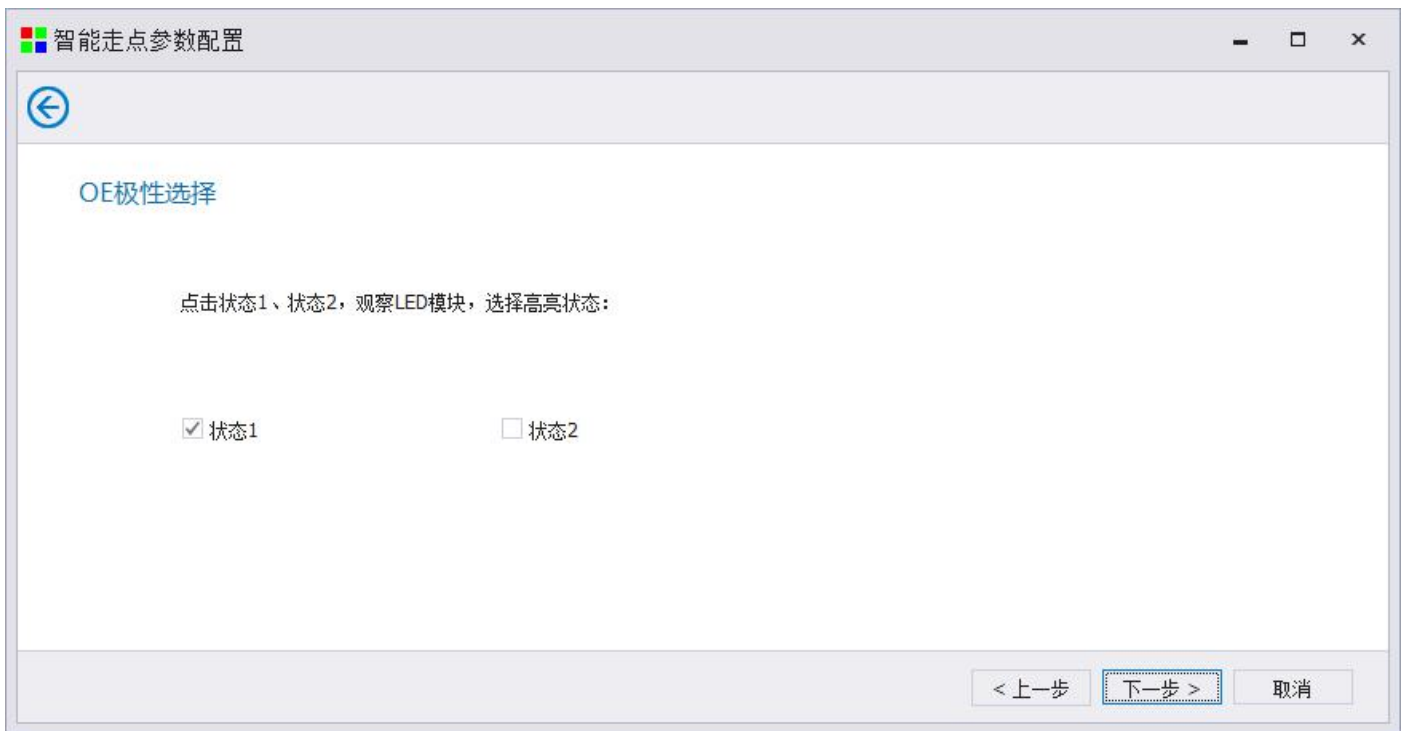 智能走点参数配置
OE极性选择
点击状态1、状态2，观察LED模块，选择高亮状态：
状态1
状态2
< 上一步
下一步 >
取消